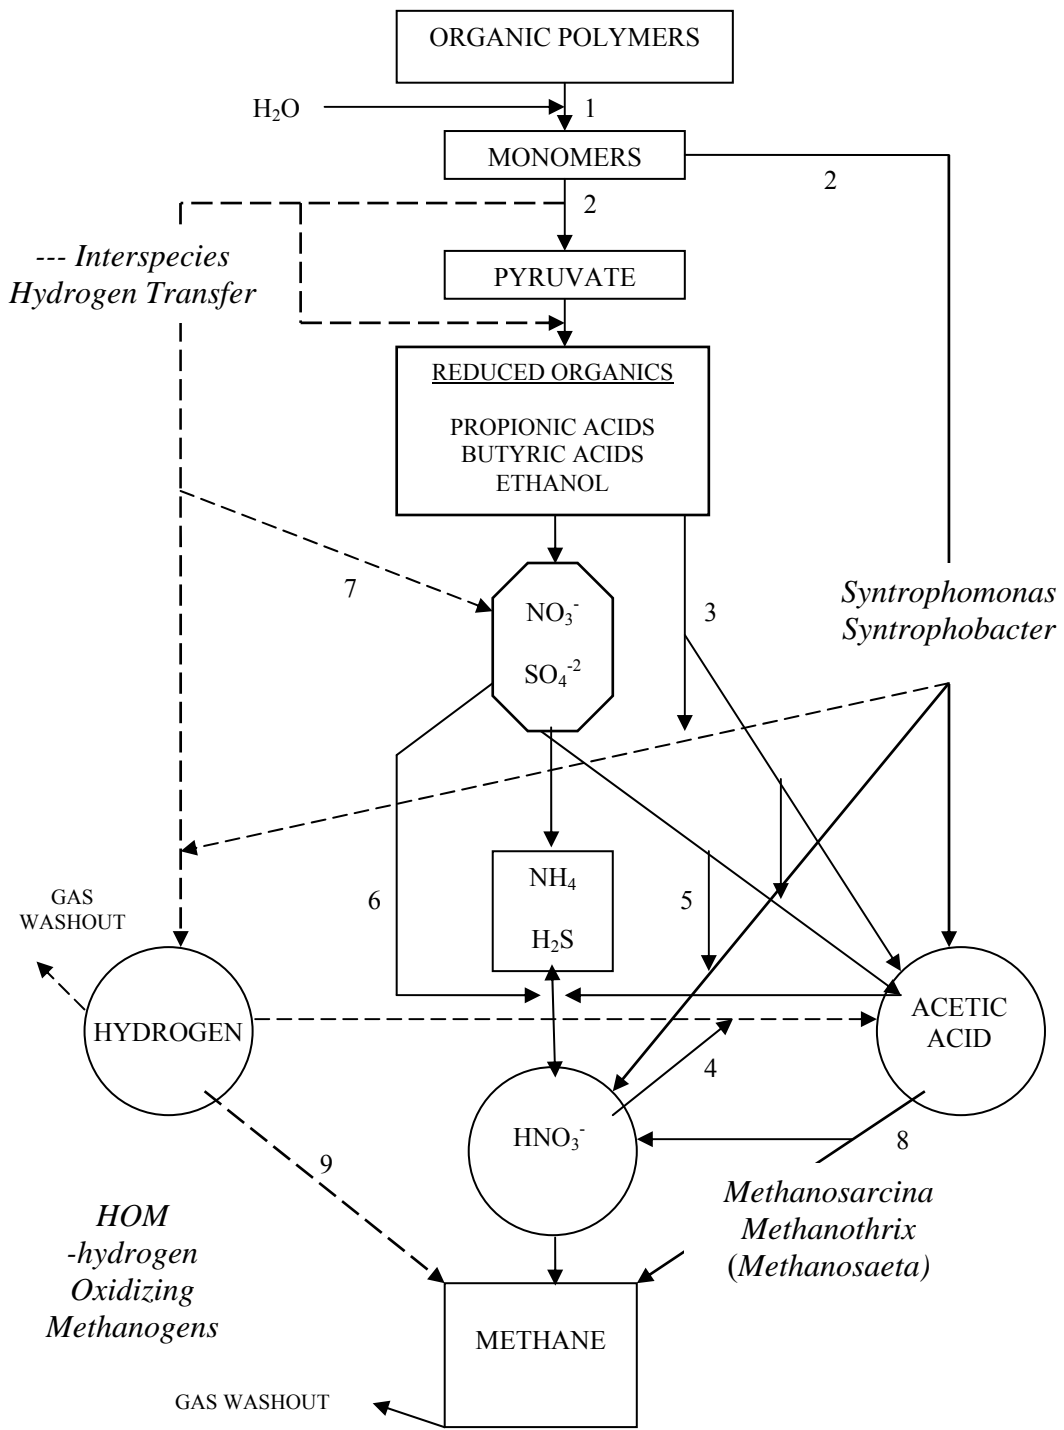 ORGANIC POLYMERS
H₂O
1
MONOMERS
2
2
--- Interspecies
Hydrogen Transfer
PYRUVATE
REDUCED ORGANICS
PROPIONIC ACIDS
BUTYRIC ACIDS
ETHANOL
7
NO₃⁻
SO₄⁻²
3
Syntrophomonas
Syntrophobacter
NH₄
H₂S
6
5
GAS
WASHOUT
HYDROGEN
ACETIC
ACID
4
HNO₃⁻
8
9
HOM
-hydrogen
Oxidizing
Methanogens
Methanosarcina
Methanothrix
(Methanosaeta)
METHANE
GAS WASHOUT